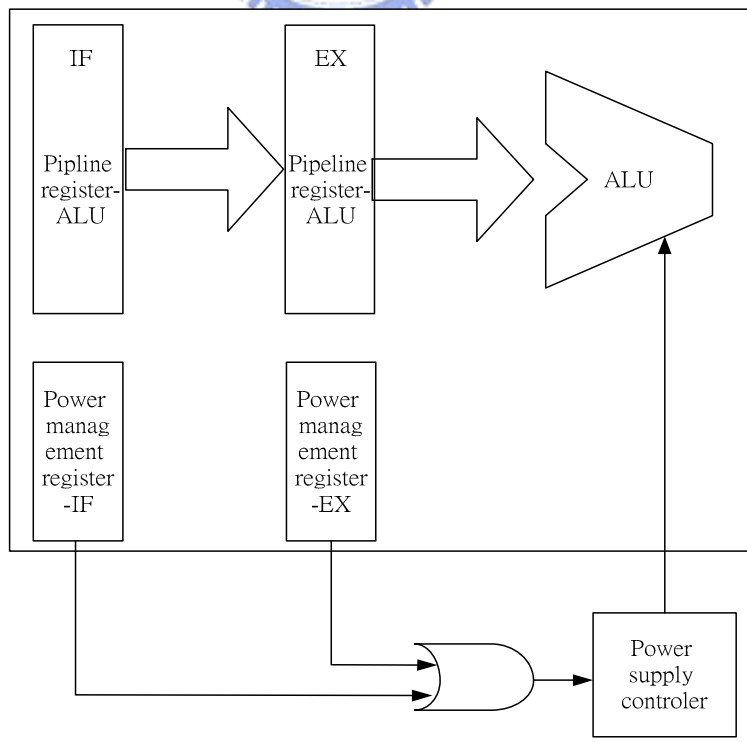 IF
Pipline
register-
ALU
EX
Pipeline
register-
ALU
ALU
Power
manag
ement
register
-IF
Power
manag
ement
register
-EX
Power
supply
controler